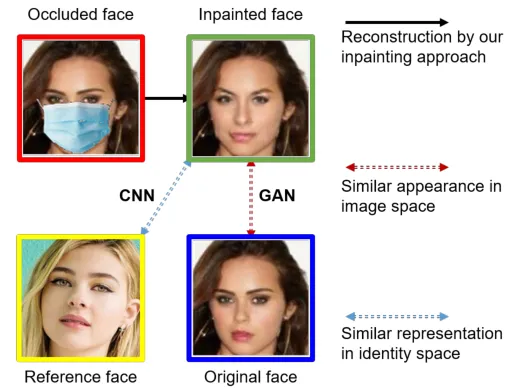 Occluded face
Inpainted face
Reconstruction by our
inpainting approach
CNN
GAN
Similar appearance in
image space
Similar representation
in identity space
Reference face
Original face